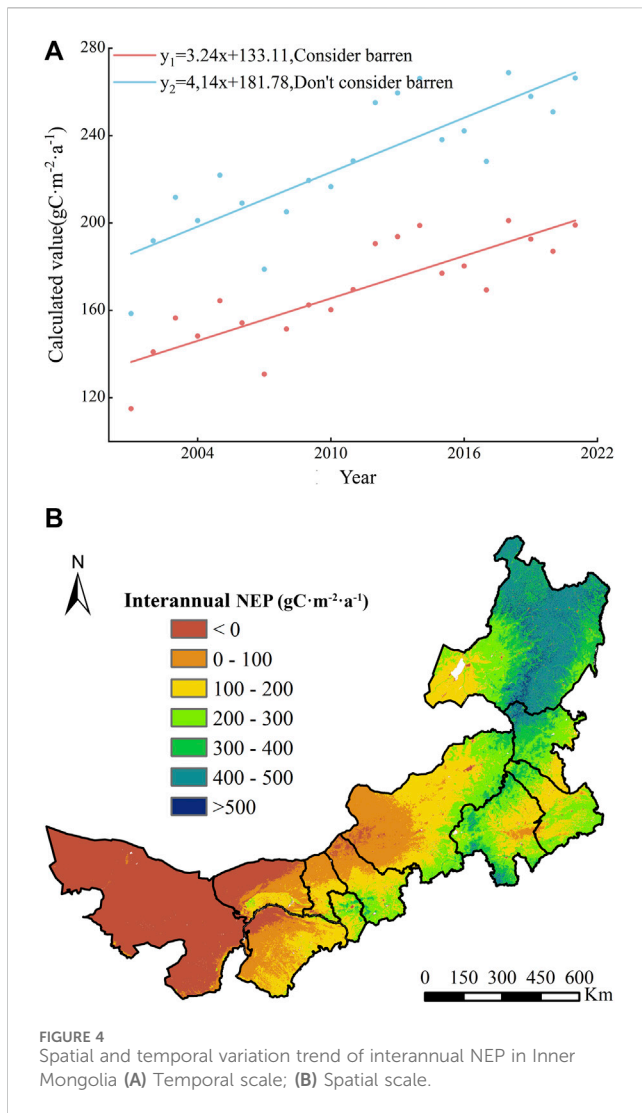 A
y₁=3.24x+133.11,Consider barren
y₂=4,14x+181.78,Don't consider barren
280
240
200
160
120
Calculated value(gC·m⁻²·a⁻¹)
2004
2010
2016
2022
Year
B
N
Interannual NEP (gC·m⁻²·a⁻¹)
< 0
0 - 100
100 - 200
200 - 300
300 - 400
400 - 500
>500
0 150 300 450 600
Km
FIGURE 4
Spatial and temporal variation trend of interannual NEP in Inner
Mongolia (A) Temporal scale; (B) Spatial scale.